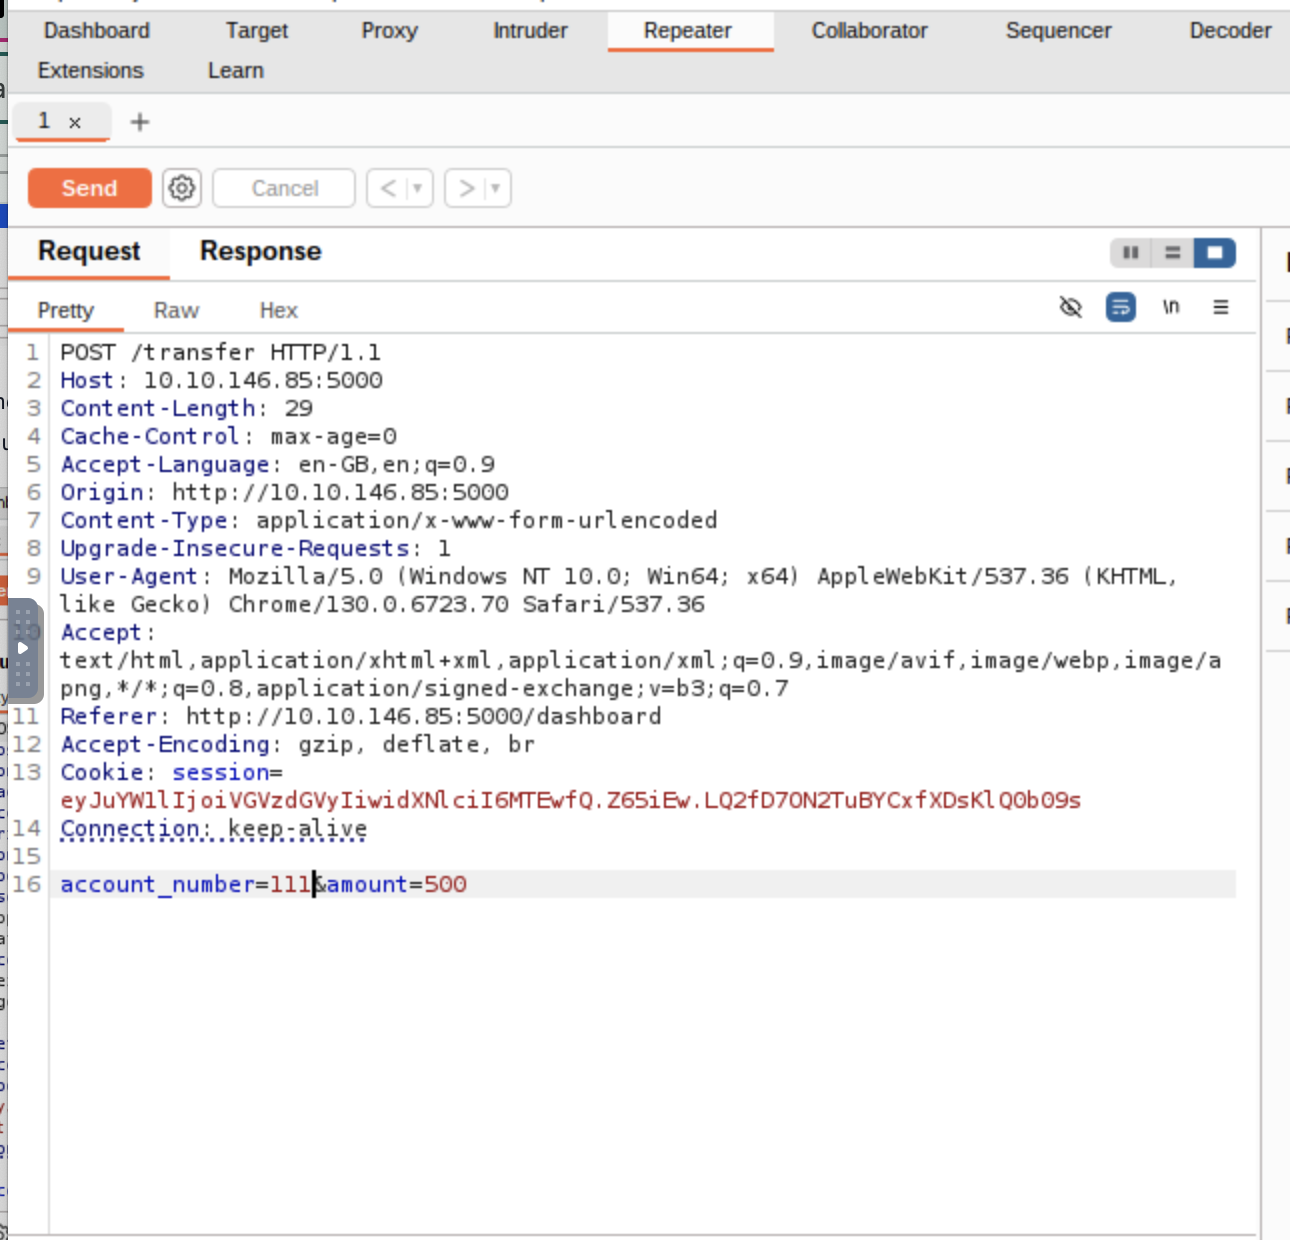 Dashboard Target Proxy Intruder Repeater Collaborator Sequencer Decoder
Extensions Learn
1 × +
Send Cancel < >
Request Response
Pretty Raw Hex \n
1 POST /transfer HTTP/1.1
2 Host: 10.10.146.85:5000
3 Content-Length: 29
4 Cache-Control: max-age=0
5 Accept-Language: en-GB,en;q=0.9
6 Origin: http://10.10.146.85:5000
7 Content-Type: application/x-www-form-urlencoded
8 Upgrade-Insecure-Requests: 1
9 User-Agent: Mozilla/5.0 (Windows NT 10.0; Win64; x64) AppleWebKit/537.36 (KHTML,
like Gecko) Chrome/130.0.6723.70 Safari/537.36
10 Accept:
text/html,application/xhtml+xml,application/xml;q=0.9,image/avif,image/webp,image/a
png,*/*;q=0.8,application/signed-exchange;v=b3;q=0.7
11 Referer: http://10.10.146.85:5000/dashboard
12 Accept-Encoding: gzip, deflate, br
13 Cookie: session=
eyJuYW1lIjoiVGVzdGVyIiwidXNlciI6MTEwfQ.Z65iEw.LQ2fD7ON2TuBYCxfXDsKlQ0b09s
14 Connection: keep-alive
15
16 account_number=111&amount=500